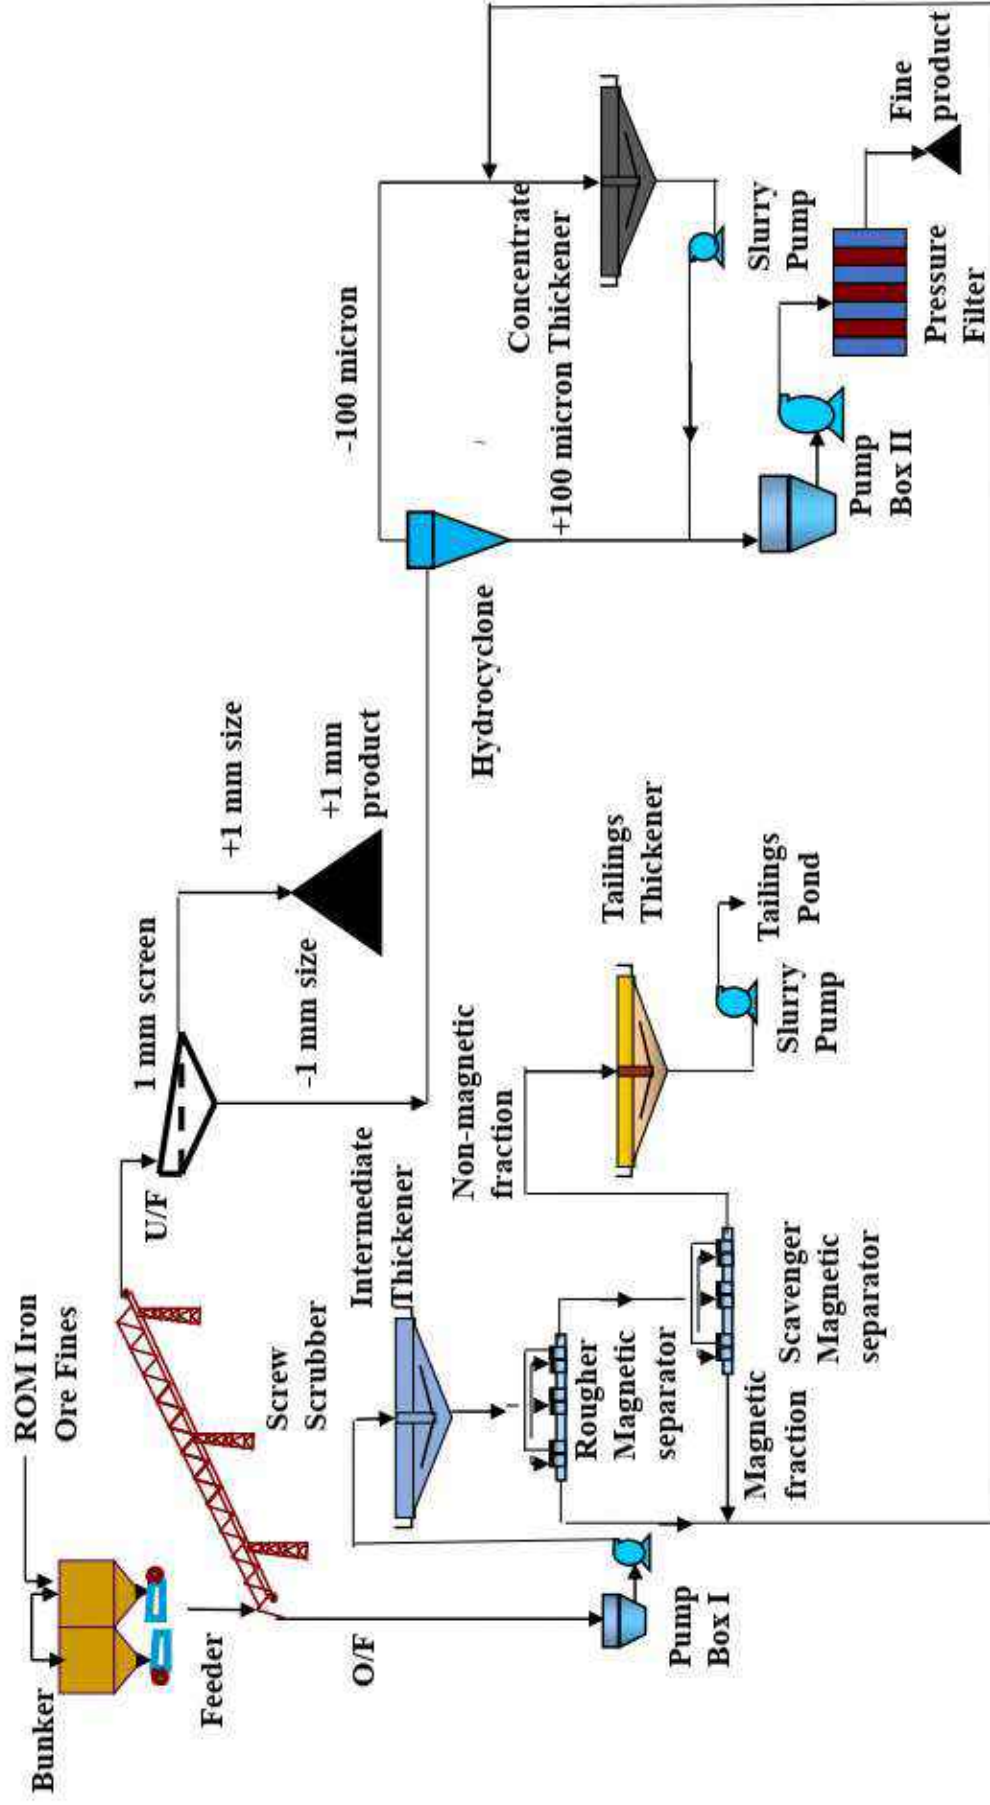 ROM Iron
Ore Fines
Bunker
Feeder
Screw
Scrubber
O/F
U/F
1 mm screen
+1 mm size
+1 mm
product
-1 mm size
Hydrocyclone
-100 micron
+100 micron
Concentrate
Thickener
Slurry
Pump
Pump
Box II
Pressure
Filter
Fine
product
Pump
Box I
Intermediate
Thickener
Rougher
Magnetic
separator
Scavenger
Magnetic
separator
Magnetic
fraction
Non-magnetic
fraction
Tailings
Thickener
Slurry
Pump
Tailings
Pond